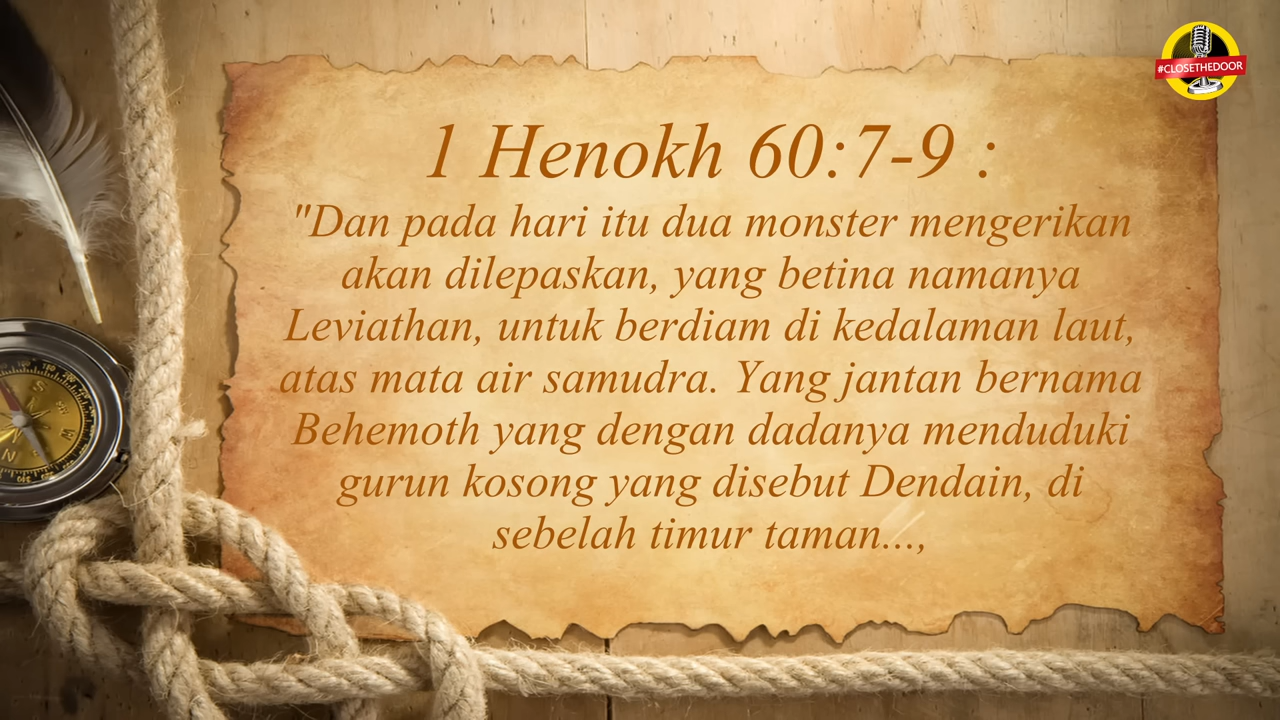 #CLOSETHEDOOR
1 Henokh 60:7-9 :
"Dan pada hari itu dua monster mengerikan
akan dilepaskan, yang betina namanya
Leviathan, untuk berdiam di kedalaman laut,
atas mata air samudra. Yang jantan bernama
Behemoth yang dengan dadanya menduduki
gurun kosong yang disebut Dendain, di
sebelah timur taman...,